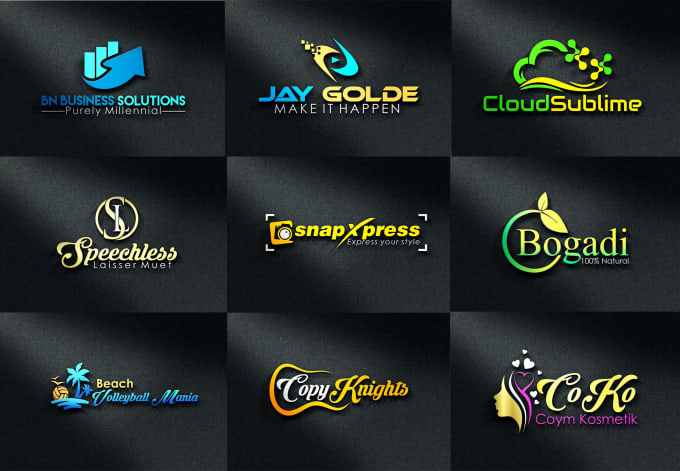 BN BUSINESS SOLUTIONS
Purely Millennial
JAY GOLDE
MAKE IT HAPPEN
CloudSublime
SL
Speechless
Laisser Muet
snapXpress
Express your style
Bogadi
100% Natural
Beach
Volleyball Mania
Copy Knights
CoKo
Coym Kosmetik